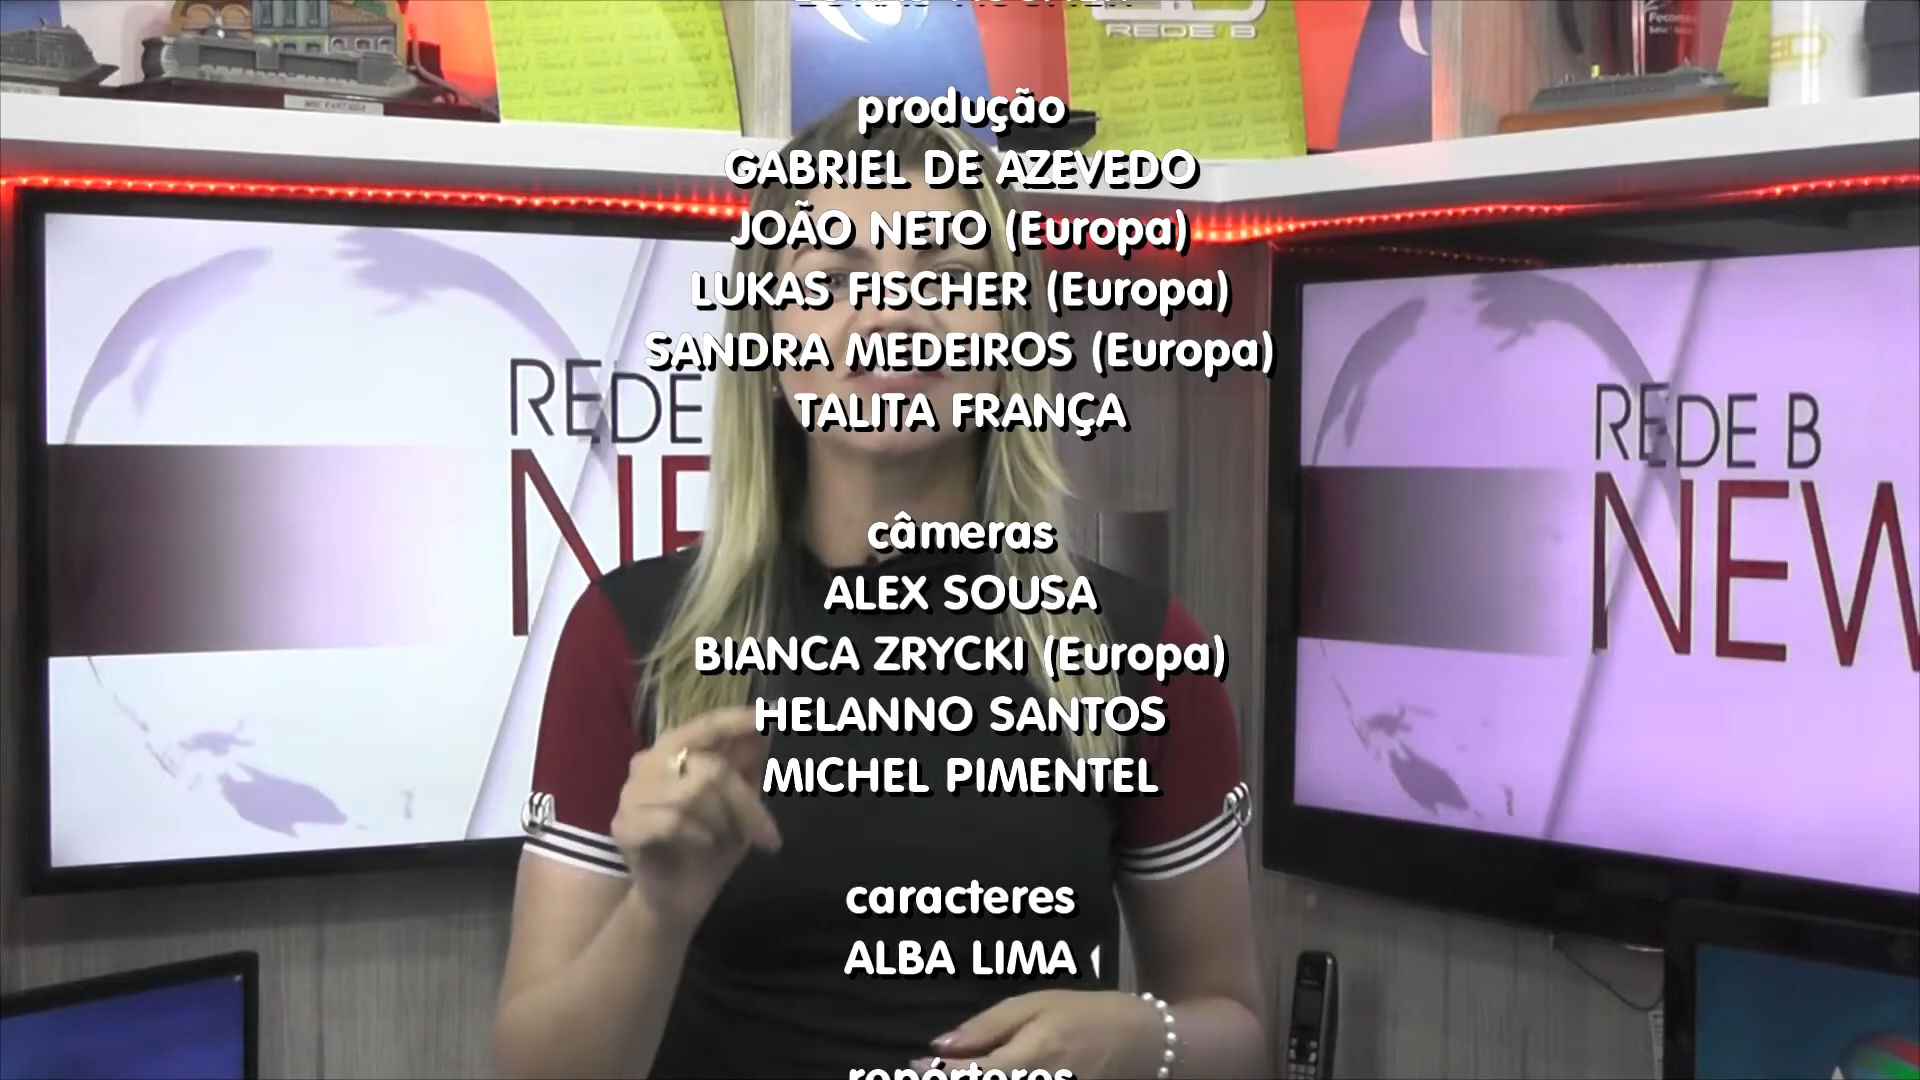 REDE B
produção
GABRIEL DE AZEVEDO
JOÃO NETO (Europa)
LUKAS FISCHER (Europa)
SANDRA MEDEIROS (Europa)
TALITA FRANÇA
REDE
NE
REDE B
NEW
câmeras
ALEX SOUSA
BIANCA ZRYCKI (Europa)
HELANNO SANTOS
MICHEL PIMENTEL
caracteres
ALBA LIMA
repórteres